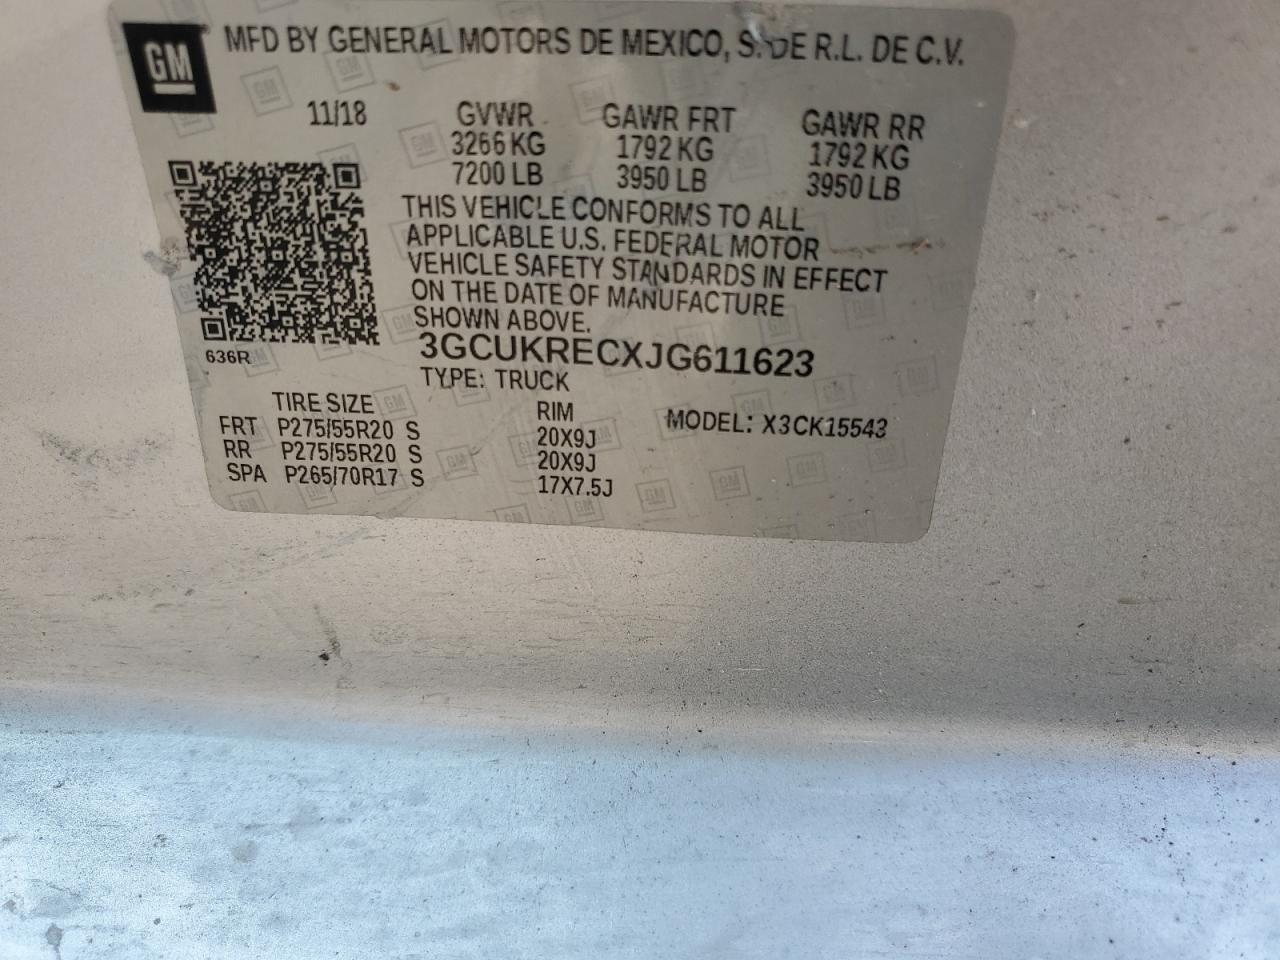 GM
MFD BY GENERAL MOTORS DE MEXICO, S. DE R.L. DE C.V.
11/18 GVWR GAWR FRT GAWR RR
3266 KG 1792 KG 1792 KG
7200 LB 3950 LB 3950 LB
THIS VEHICLE CONFORMS TO ALL
APPLICABLE U.S. FEDERAL MOTOR
VEHICLE SAFETY STANDARDS IN EFFECT
ON THE DATE OF MANUFACTURE
SHOWN ABOVE.
636R
3GCUKRECXJG611623
TYPE: TRUCK
TIRE SIZE RIM MODEL: X3CK15543
FRT P275/55R20 S 20X9J
RR P275/55R20 S 20X9J
SPA P265/70R17 S 17X7.5J